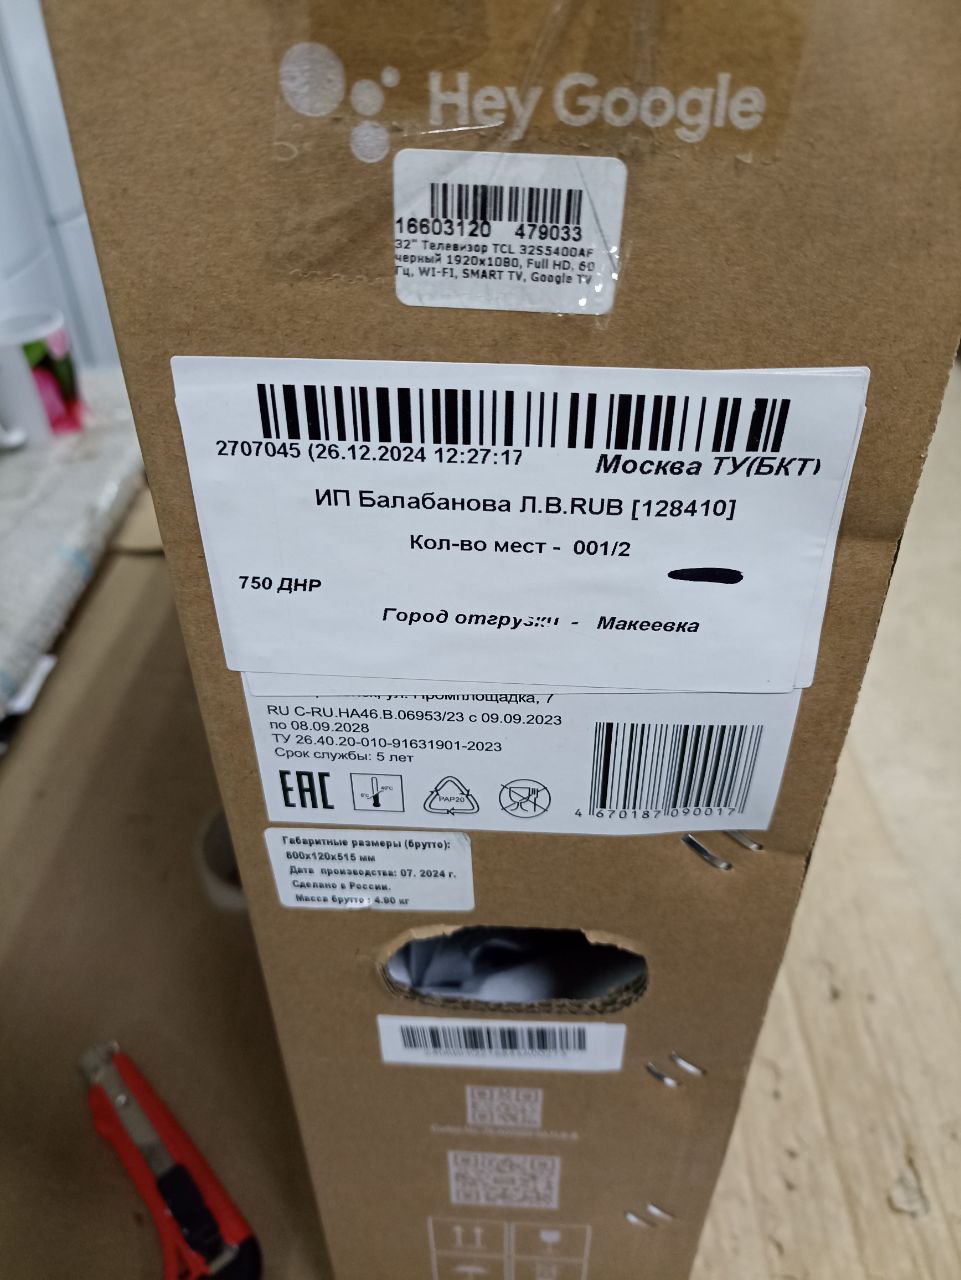 Hey Google
16603120 479033
32" Телевизор TCL 32S5400AF
черный 1920x1080, Full HD, 60
Гц, WI-FI, SMART TV, Google TV
2707045 (26.12.2024 12:27:17
Москва ТУ(БКТ)
ИП Балабанова Л.В.RUB [128410]
Кол-во мест - 001/2
750 ДНР
Город отгрузки - Макеевка
ул. Промплощадка, 7
RU C-RU.HA46.B.06953/23 с 09.09.2023
по 08.09.2028
ТУ 26.40.20-010-91631901-2023
Срок службы: 5 лет
EAC
PAP20
4 670187 090017
Габаритные размеры (брутто):
800x120x515 мм
Дата производства: 07. 2024 г.
Сделано в России.
Масса брутто : 4.90 кг